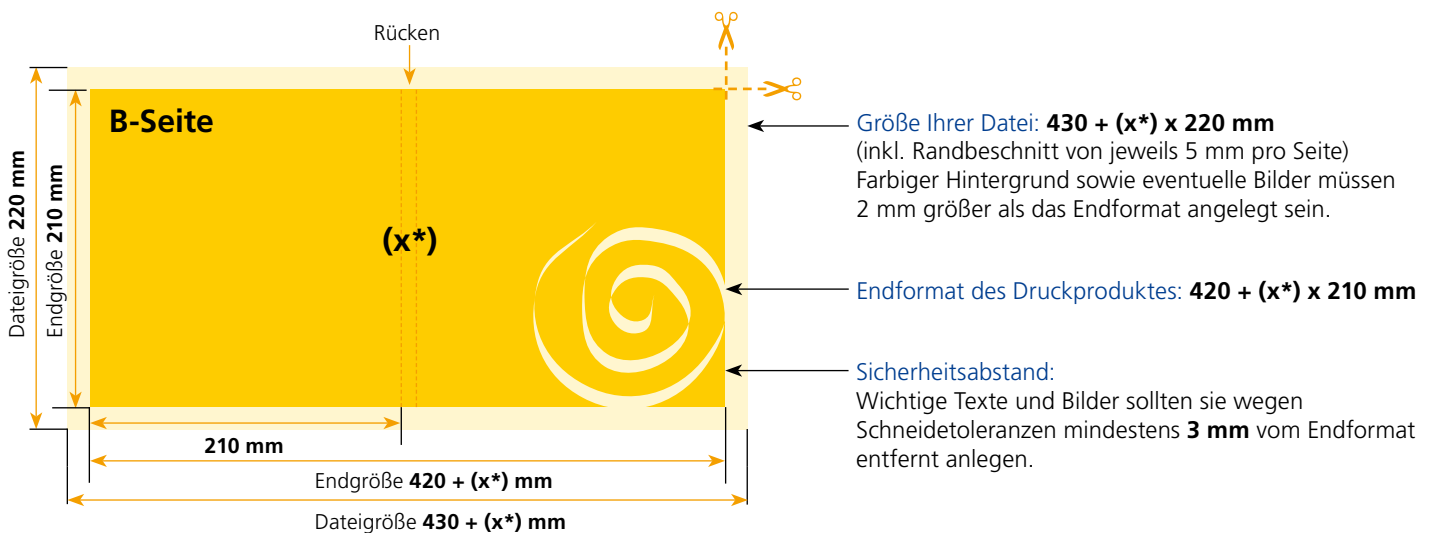 Rücken
B-Seite
(x*)
Dateigröße 220 mm
Endgröße 210 mm
210 mm
Endgröße 420 + (x*) mm
Dateigröße 430 + (x*) mm
Größe Ihrer Datei: 430 + (x*) x 220 mm
(inkl. Randbeschnitt von jeweils 5 mm pro Seite)
Farbiger Hintergrund sowie eventuelle Bilder müssen
2 mm größer als das Endformat angelegt sein.
Endformat des Druckproduktes: 420 + (x*) x 210 mm
Sicherheitsabstand:
Wichtige Texte und Bilder sollten sie wegen
Schneidetoleranzen mindestens 3 mm vom Endformat
entfernt anlegen.